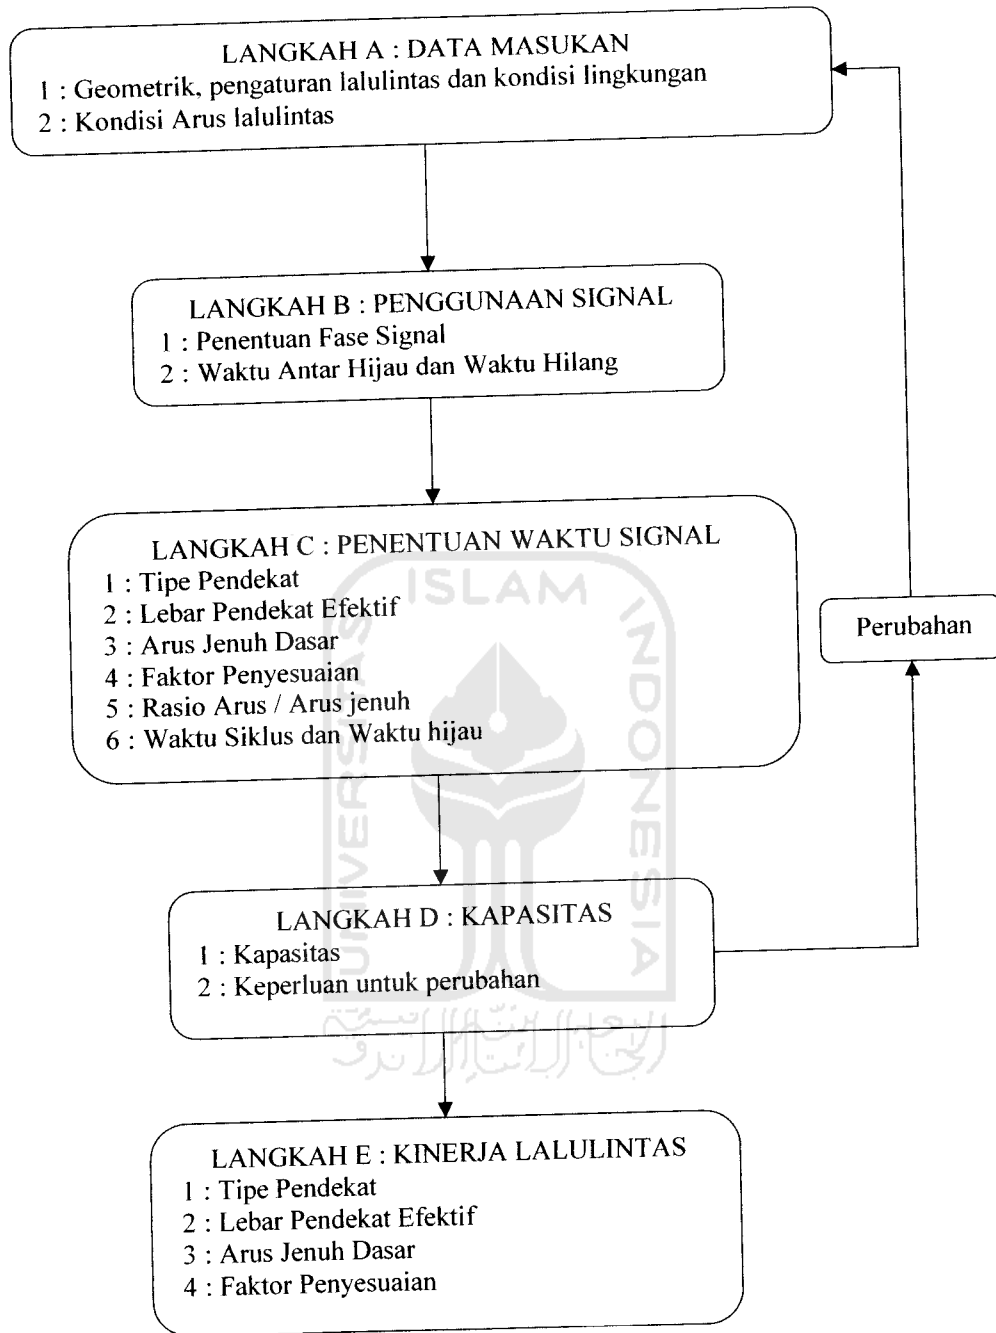 LANGKAH A : DATA MASUKAN
1 : Geometrik, pengaturan lalulintas dan kondisi lingkungan
2 : Kondisi Arus lalulintas
LANGKAH B : PENGGUNAAN SIGNAL
1 : Penentuan Fase Signal
2 : Waktu Antar Hijau dan Waktu Hilang
LANGKAH C : PENENTUAN WAKTU SIGNAL
1 : Tipe Pendekat
2 : Lebar Pendekat Efektif
3 : Arus Jenuh Dasar
4 : Faktor Penyesuaian
5 : Rasio Arus / Arus jenuh
6 : Waktu Siklus dan Waktu hijau
Perubahan
LANGKAH D : KAPASITAS
1 : Kapasitas
2 : Keperluan untuk perubahan
LANGKAH E : KINERJA LALULINTAS
1 : Tipe Pendekat
2 : Lebar Pendekat Efektif
3 : Arus Jenuh Dasar
4 : Faktor Penyesuaian
UNIVERSITAS
ISLAM
INDONESIA